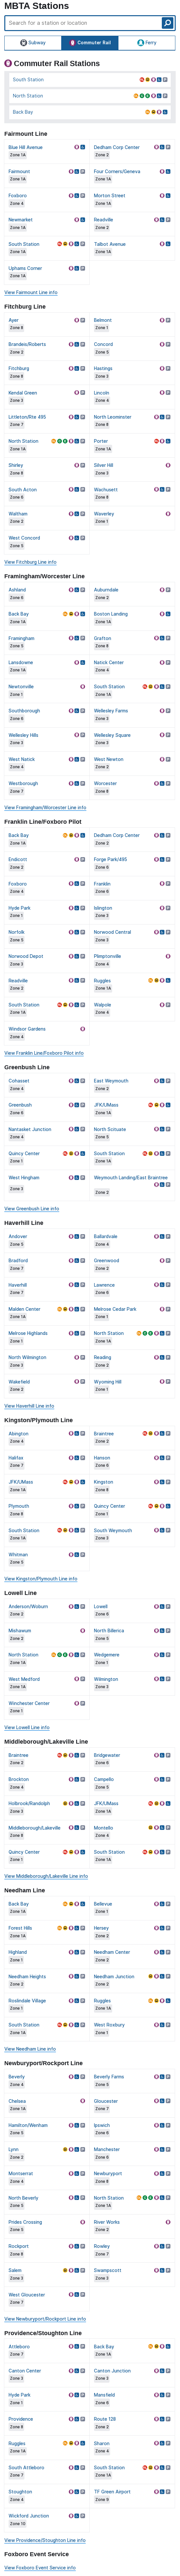 MBTA Stations
Search for a station or location
Subway
Commuter Rail
Ferry
Commuter Rail Stations
South Station
North Station
Back Bay
Fairmount Line
Blue Hill Avenue
Zone 1A
Dedham Corp Center
Zone 2
Fairmount
Zone 1A
Four Corners/Geneva
Zone 1A
Foxboro
Zone 4
Morton Street
Zone 1A
Newmarket
Zone 1A
Readville
Zone 2
South Station
Zone 1A
Talbot Avenue
Zone 1A
Uphams Corner
Zone 1A
View Fairmount Line info
Fitchburg Line
Ayer
Zone 8
Belmont
Zone 1
Brandeis/Roberts
Zone 2
Concord
Zone 5
Fitchburg
Zone 8
Hastings
Zone 3
Kendal Green
Zone 3
Lincoln
Zone 4
Littleton/Rte 495
Zone 7
North Leominster
Zone 8
North Station
Zone 1A
Porter
Zone 1A
Shirley
Zone 8
Silver Hill
Zone 3
South Acton
Zone 6
Wachusett
Zone 8
Waltham
Zone 2
Waverley
Zone 1
West Concord
Zone 5
View Fitchburg Line info
Framingham/Worcester Line
Ashland
Zone 6
Auburndale
Zone 2
Back Bay
Zone 1A
Boston Landing
Zone 1A
Framingham
Zone 5
Grafton
Zone 8
Lansdowne
Zone 1A
Natick Center
Zone 4
Newtonville
Zone 1
South Station
Zone 1A
Southborough
Zone 6
Wellesley Farms
Zone 3
Wellesley Hills
Zone 3
Wellesley Square
Zone 3
West Natick
Zone 4
West Newton
Zone 2
Westborough
Zone 7
Worcester
Zone 8
View Framingham/Worcester Line info
Franklin Line/Foxboro Pilot
Back Bay
Zone 1A
Dedham Corp Center
Zone 2
Endicott
Zone 2
Forge Park/495
Zone 6
Foxboro
Zone 4
Franklin
Zone 6
Hyde Park
Zone 1
Islington
Zone 3
Norfolk
Zone 5
Norwood Central
Zone 3
Norwood Depot
Zone 3
Plimptonville
Zone 4
Readville
Zone 2
Ruggles
Zone 1A
South Station
Zone 1A
Walpole
Zone 4
Windsor Gardens
Zone 4
View Franklin Line/Foxboro Pilot info
Greenbush Line
Cohasset
Zone 4
East Weymouth
Zone 2
Greenbush
Zone 6
JFK/UMass
Zone 1A
Nantasket Junction
Zone 4
North Scituate
Zone 5
Quincy Center
Zone 1
South Station
Zone 1A
West Hingham
Zone 3
Weymouth Landing/East Braintree
Zone 2
View Greenbush Line info
Haverhill Line
Andover
Zone 5
Ballardvale
Zone 4
Bradford
Zone 7
Greenwood
Zone 2
Haverhill
Zone 7
Lawrence
Zone 6
Malden Center
Zone 1A
Melrose Cedar Park
Zone 1
Melrose Highlands
Zone 1
North Station
Zone 1A
North Wilmington
Zone 3
Reading
Zone 2
Wakefield
Zone 2
Wyoming Hill
Zone 1
View Haverhill Line info
Kingston/Plymouth Line
Abington
Zone 4
Braintree
Zone 2
Halifax
Zone 7
Hanson
Zone 6
JFK/UMass
Zone 1A
Kingston
Zone 8
Plymouth
Zone 8
Quincy Center
Zone 1
South Station
Zone 1A
South Weymouth
Zone 3
Whitman
Zone 5
View Kingston/Plymouth Line info
Lowell Line
Anderson/Woburn
Zone 2
Lowell
Zone 6
Mishawum
Zone 2
North Billerica
Zone 5
North Station
Zone 1A
Wedgemere
Zone 1
West Medford
Zone 1A
Wilmington
Zone 3
Winchester Center
Zone 1
View Lowell Line info
Middleborough/Lakeville Line
Braintree
Zone 2
Bridgewater
Zone 6
Brockton
Zone 4
Campello
Zone 5
Holbrook/Randolph
Zone 3
JFK/UMass
Zone 1A
Middleborough/Lakeville
Zone 8
Montello
Zone 4
Quincy Center
Zone 1
South Station
Zone 1A
View Middleborough/Lakeville Line info
Needham Line
Back Bay
Zone 1A
Bellevue
Zone 1
Forest Hills
Zone 1A
Hersey
Zone 2
Highland
Zone 1
Needham Center
Zone 2
Needham Heights
Zone 2
Needham Junction
Zone 2
Roslindale Village
Zone 1
Ruggles
Zone 1A
South Station
Zone 1A
West Roxbury
Zone 1
View Needham Line info
Newburyport/Rockport Line
Beverly
Zone 4
Beverly Farms
Zone 5
Chelsea
Zone 1A
Gloucester
Zone 7
Hamilton/Wenham
Zone 5
Ipswich
Zone 6
Lynn
Zone 2
Manchester
Zone 6
Montserrat
Zone 4
Newburyport
Zone 8
North Beverly
Zone 5
North Station
Zone 1A
Prides Crossing
Zone 5
River Works
Zone 2
Rockport
Zone 8
Rowley
Zone 7
Salem
Zone 3
Swampscott
Zone 3
West Gloucester
Zone 7
View Newburyport/Rockport Line info
Providence/Stoughton Line
Attleboro
Zone 7
Back Bay
Zone 1A
Canton Center
Zone 3
Canton Junction
Zone 3
Hyde Park
Zone 1
Mansfield
Zone 6
Providence
Zone 8
Route 128
Zone 2
Ruggles
Zone 1A
Sharon
Zone 4
South Attleboro
Zone 7
South Station
Zone 1A
Stoughton
Zone 4
TF Green Airport
Zone 9
Wickford Junction
Zone 10
View Providence/Stoughton Line info
Foxboro Event Service
View Foxboro Event Service info